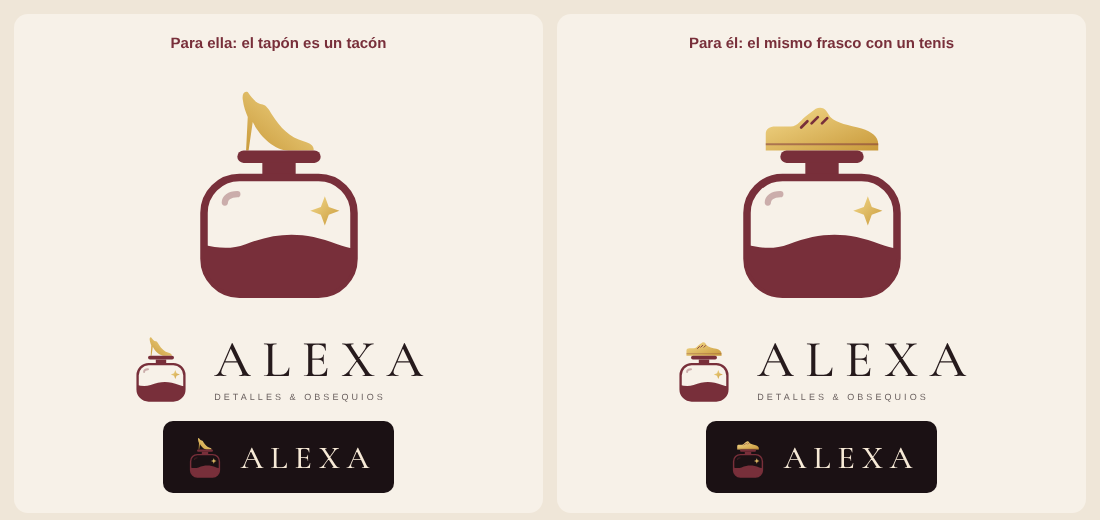 Para ella: el tapón es un tacón
ALEXA
DETALLES & OBSEQUIOS
ALEXA
Para él: el mismo frasco con un tenis
ALEXA
DETALLES & OBSEQUIOS
ALEXA